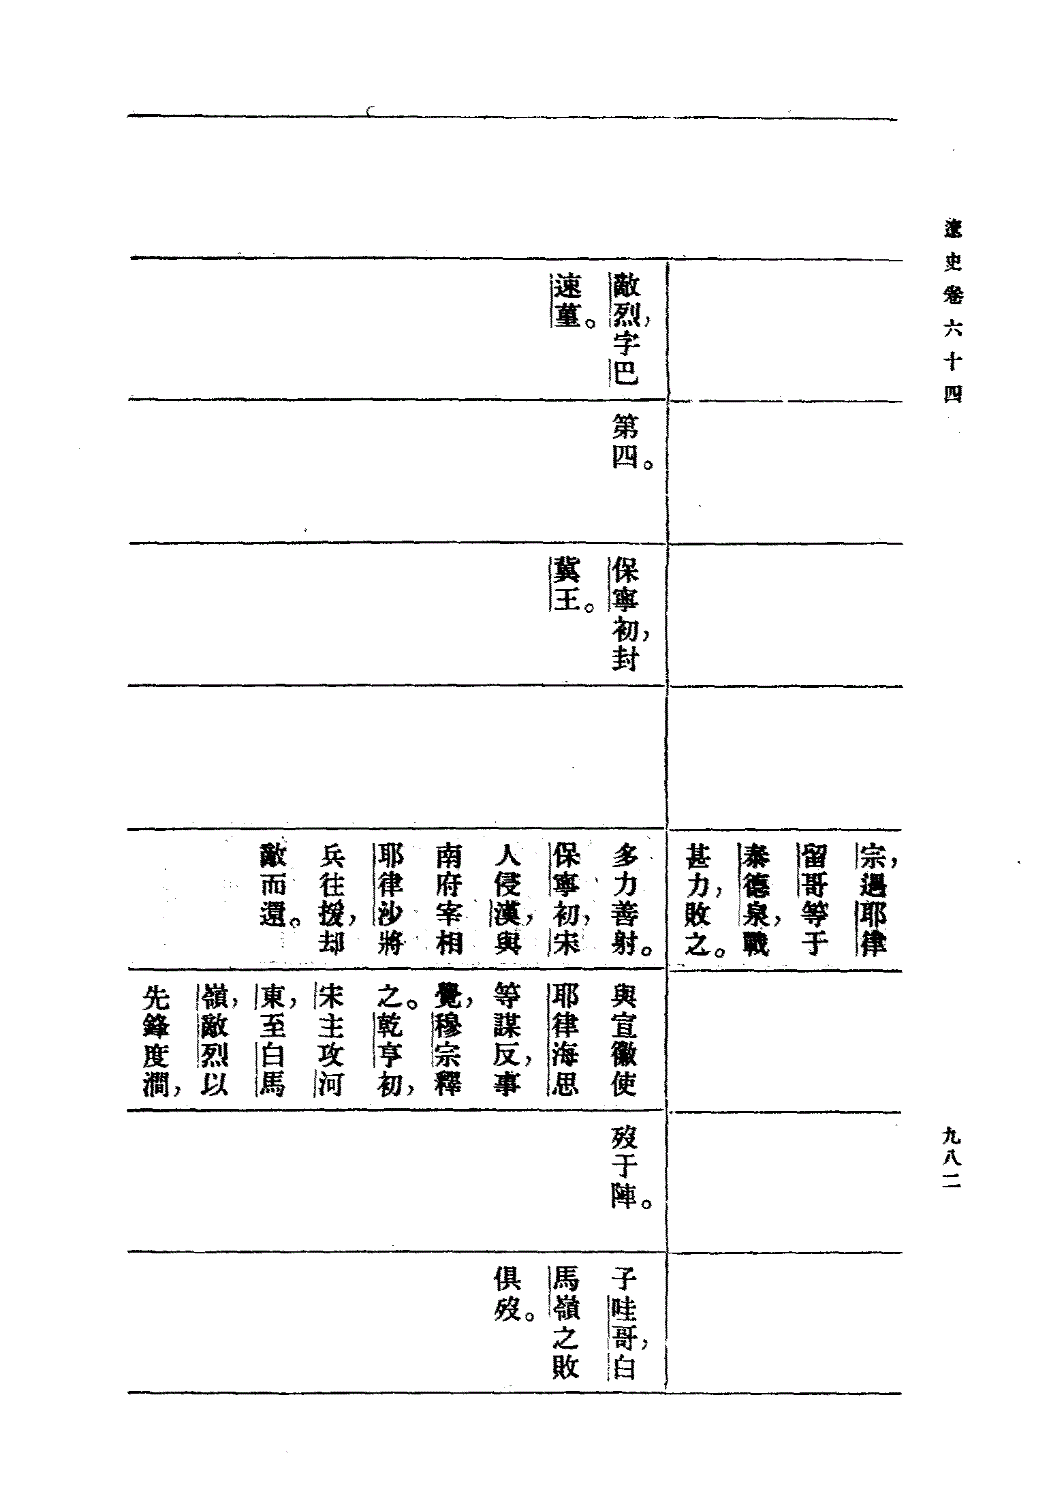 遼史卷六十四
九八二
宗，遇耶律
留哥等于
泰德泉，戰
甚力，敗之。
敵烈，字巴
速堇。
第四。
保寧初，封
冀王。
多力善射。
保寧初，宋
人侵漢，與
南府宰相
耶律沙將
兵往援，却
敵而還。
與宣徽使
耶律海思
等謀反，事
覺，穆宗釋
之。乾亨初，
宋主攻河
東，至白馬
嶺，敵烈以
先鋒度澗，
歿于陣。
子哇哥，白
馬嶺之敗
俱歿。